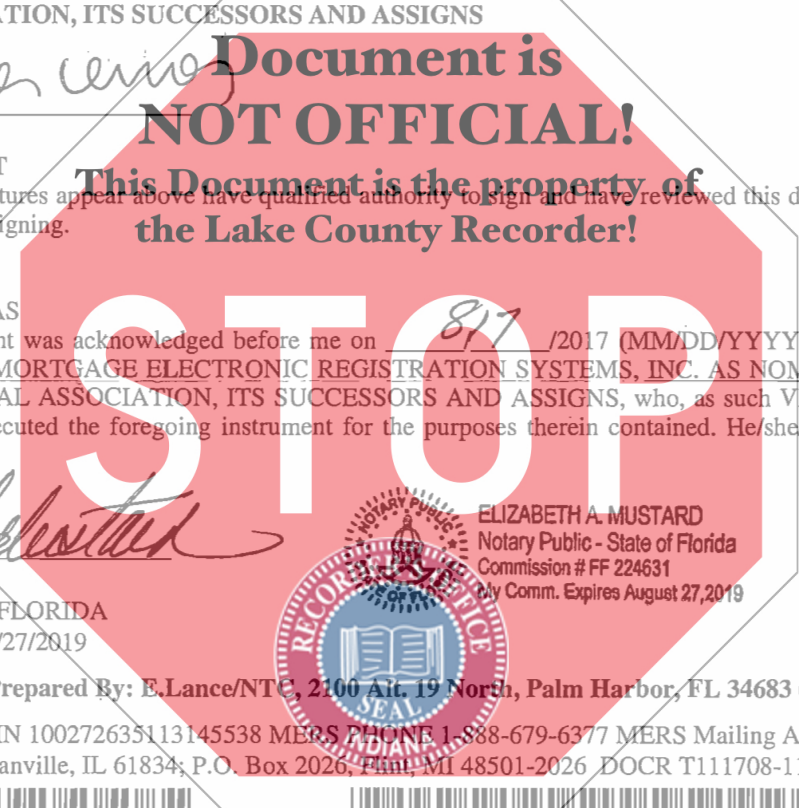 ATION, ITS SUCCESSORS AND ASSIGNS
Document is
NOT OFFICIAL!
T
This Document is the property of
tures appear above have qualified authority to sign and have reviewed this d
igning.
the Lake County Recorder!
AS
STOP
nt was acknowledged before me on 8/7/2017 (MM/DD/YYYY
MORTGAGE ELECTRONIC REGISTRATION SYSTEMS, INC. AS NOM
AL ASSOCIATION, ITS SUCCESSORS AND ASSIGNS, who, as such V
cuted the foregoing instrument for the purposes therein contained. He/she
NOTARY PUBLIC
ELIZABETH A. MUSTARD
Notary Public - State of Florida
Commission # FF 224631
My Comm. Expires August 27, 2019
RECORDER'S OFFICE
SEAL
INDIANA
FLORIDA
/27/2019
Prepared By: E.Lance/NTC, 2100 Alt. 19 North, Palm Harbor, FL 34683 (
IN 100272635113145538 MERS PHONE 1-888-679-6377 MERS Mailing A
anville, IL 61834; P.O. Box 2026, Flint, MI 48501-2026 DOCR T111708-1